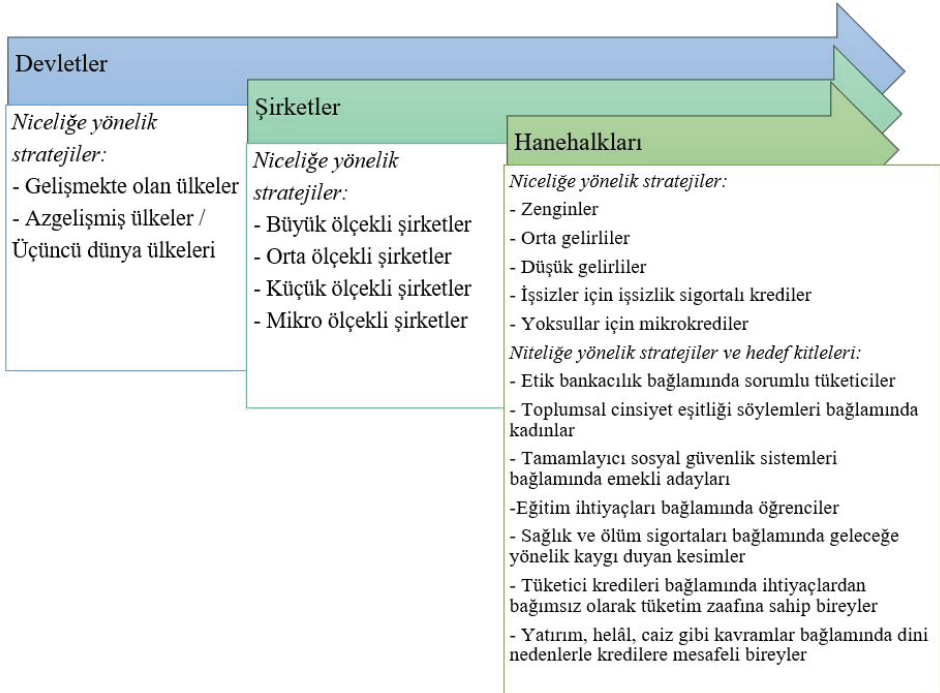 Devletler
Niceliğe yönelik
stratejiler:
- Gelişmekte olan ülkeler
- Azgelişmiş ülkeler /
Üçüncü dünya ülkeleri
Şirketler
Niceliğe yönelik
stratejiler:
- Büyük ölçekli şirketler
- Orta ölçekli şirketler
- Küçük ölçekli şirketler
- Mikro ölçekli şirketler
Hanehalkları
Niceliğe yönelik stratejiler:
- Zenginler
- Orta gelirliler
- Düşük gelirliler
- İşsizler için işsizlik sigortalı krediler
- Yoksullar için mikrokrediler
Niteliğe yönelik stratejiler ve hedef kitleleri:
- Etik bankacılık bağlamında sorumlu tüketiciler
- Toplumsal cinsiyet eşitliği söylemleri bağlamında
kadınlar
- Tamamlayıcı sosyal güvenlik sistemleri
bağlamında emekli adayları
-Eğitim ihtiyaçları bağlamında öğrenciler
- Sağlık ve ölüm sigortaları bağlamında geleceğe
yönelik kaygı duyan kesimler
- Tüketici kredileri bağlamında ihtiyaçlardan
bağımsız olarak tüketim zaafına sahip bireyler
- Yatırım, helâl, caiz gibi kavramlar bağlamında dini
nedenlerle kredilere mesafeli bireyler